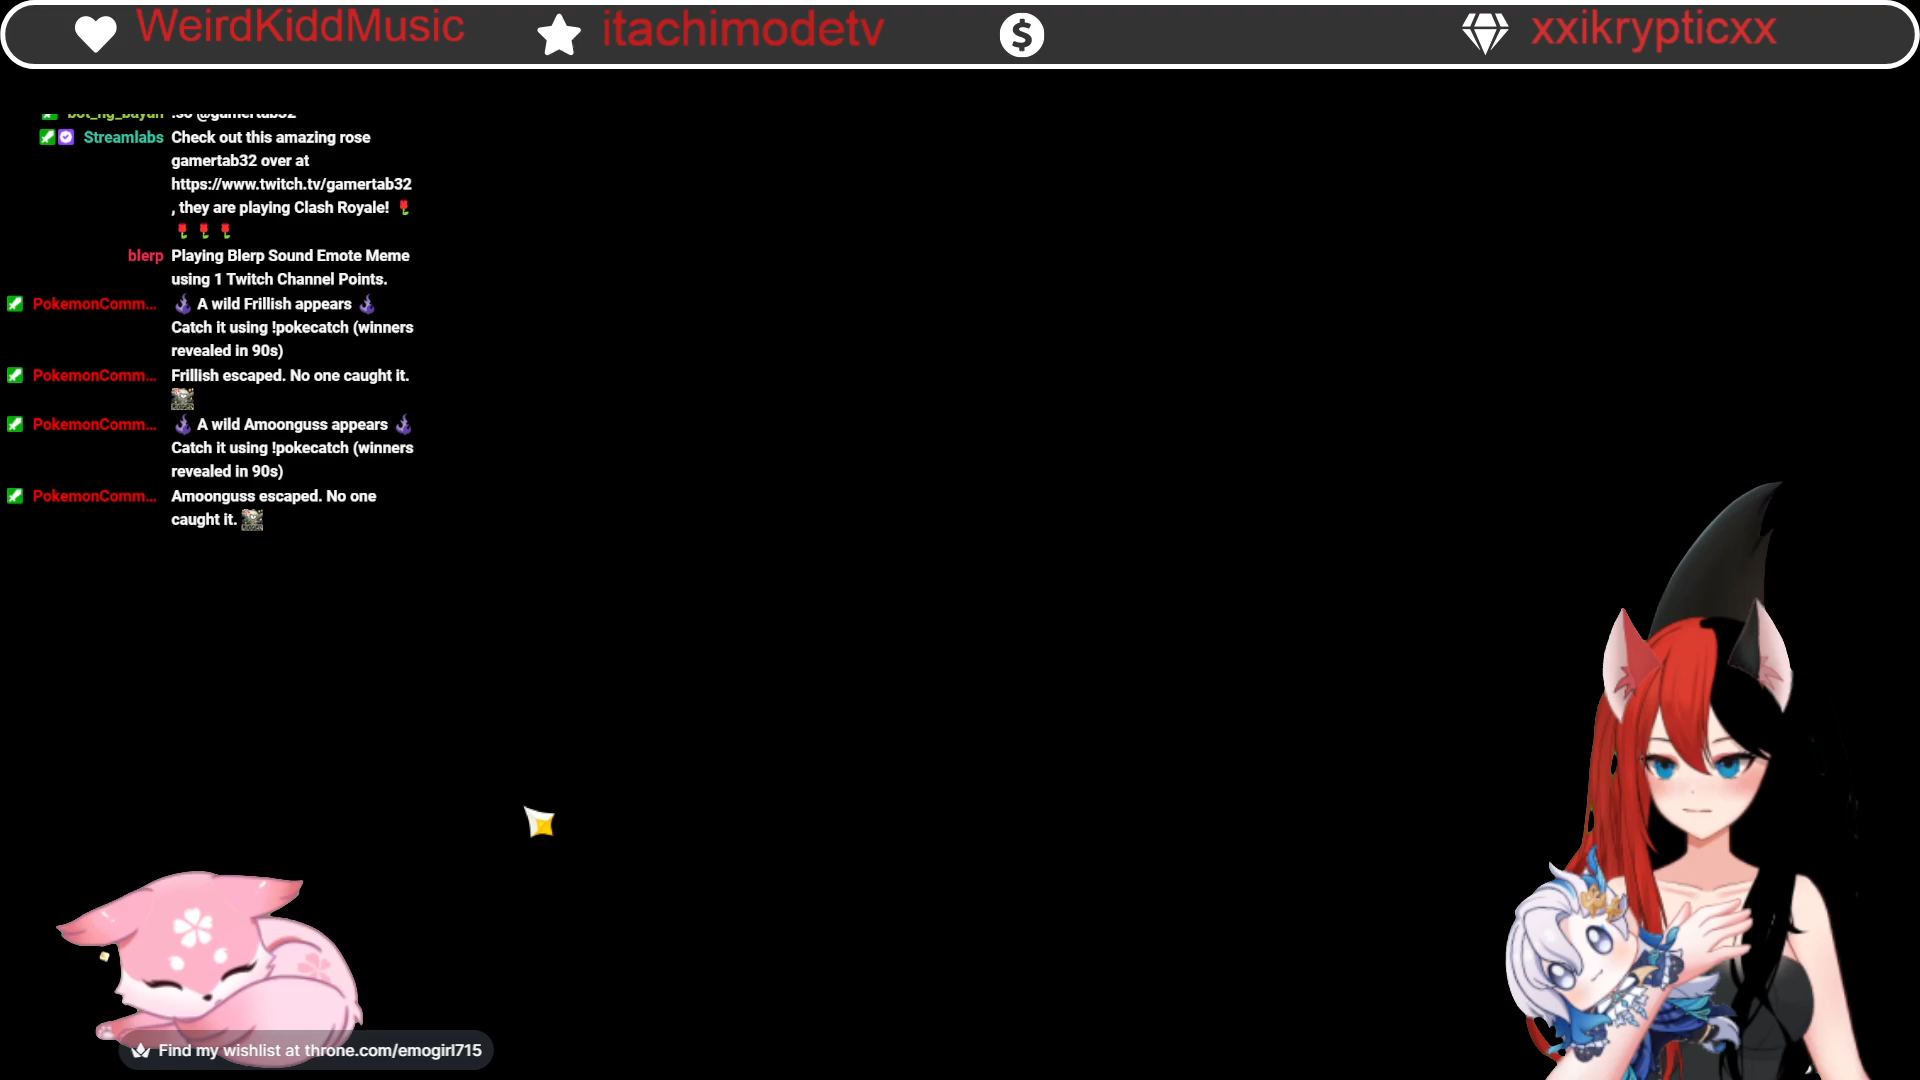 WeirdKiddMusic
itachimodetv
xxikrypticxx
bot_ng_bayan !so @gamertab32
Streamlabs Check out this amazing rose
gamertab32 over at
https://www.twitch.tv/gamertab32
, they are playing Clash Royale!
blerp Playing Blerp Sound Emote Meme
using 1 Twitch Channel Points.
PokemonComm... A wild Frillish appears
Catch it using !pokecatch (winners
revealed in 90s)
PokemonComm... Frillish escaped. No one caught it.
PokemonComm... A wild Amoonguss appears
Catch it using !pokecatch (winners
revealed in 90s)
PokemonComm... Amoonguss escaped. No one
caught it.
Find my wishlist at throne.com/emogirl715